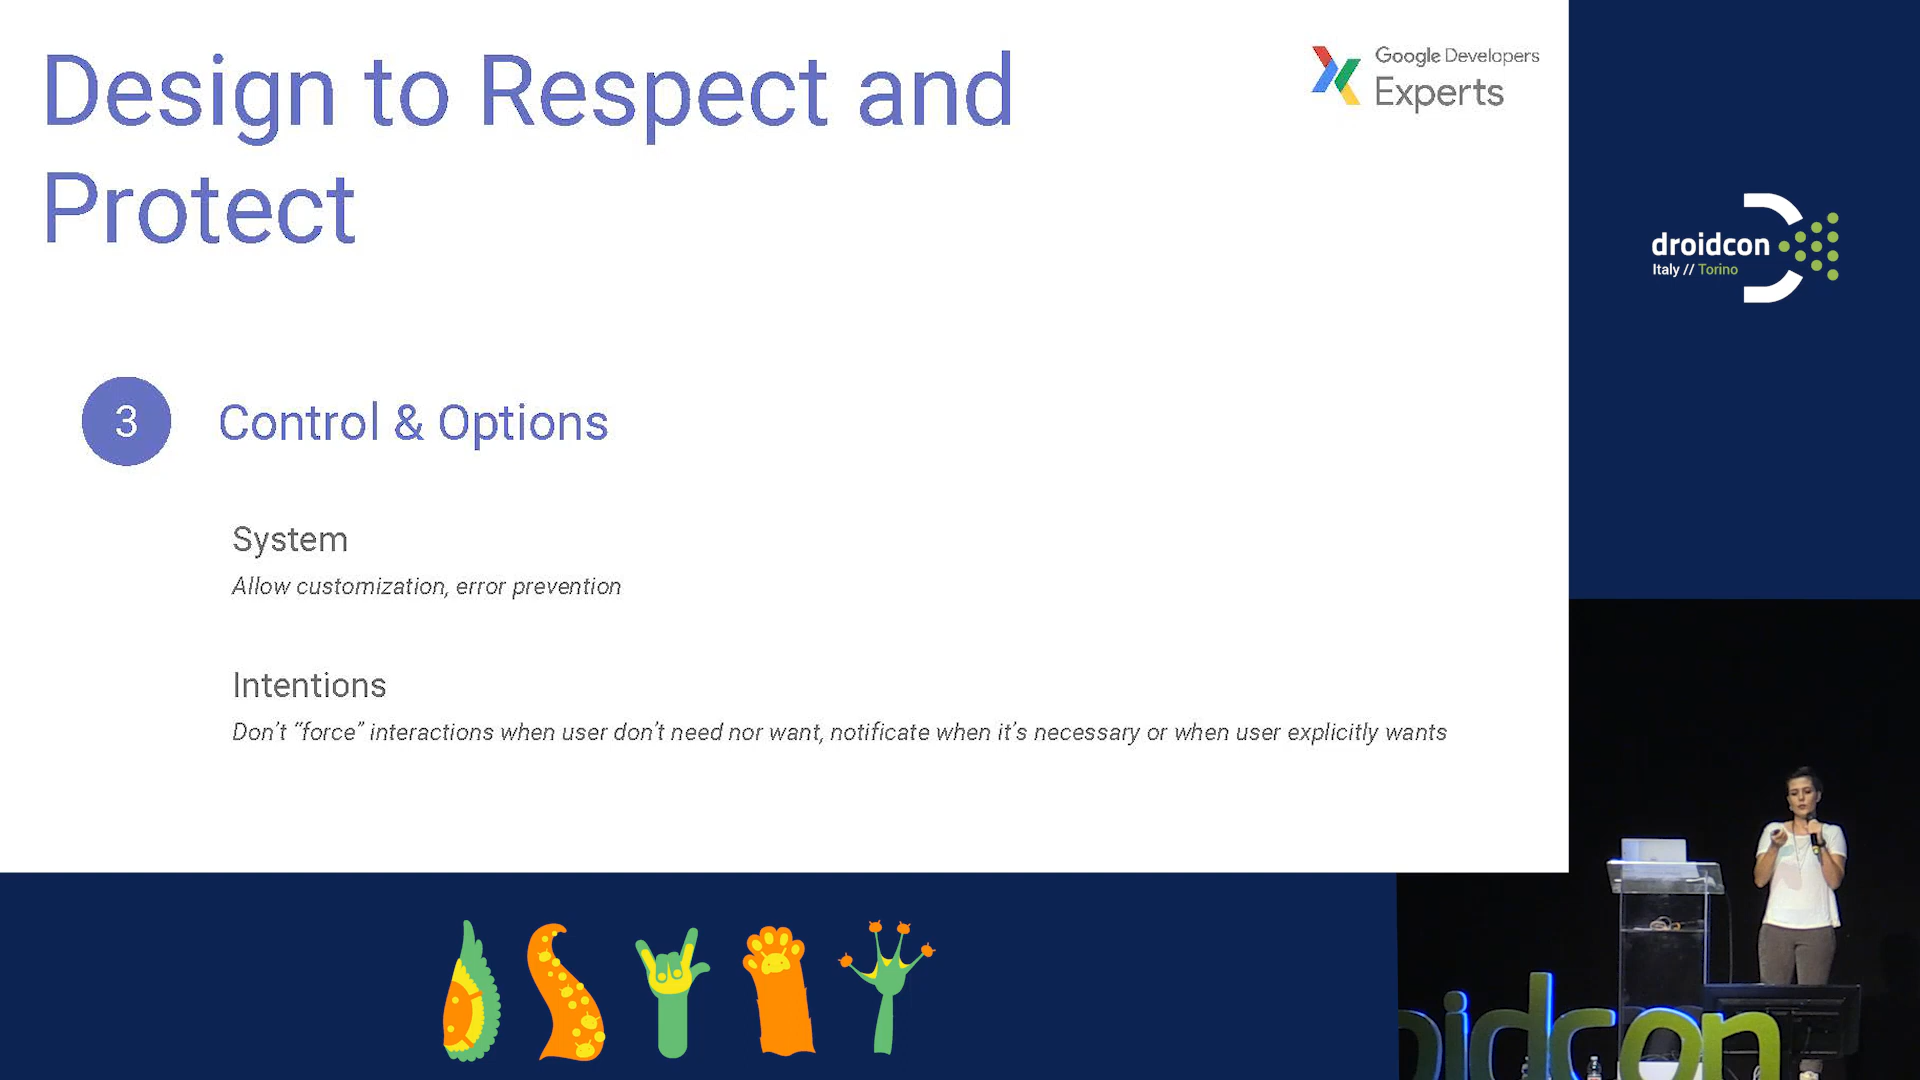 Design to Respect and
Protect
Google Developers
Experts
droidcon
Italy // Torino
3
Control & Options
System
Allow customization, error prevention
Intentions
Don't “force” interactions when user don't need nor want, notificate when it's necessary or when user explicitly wants
oidcon